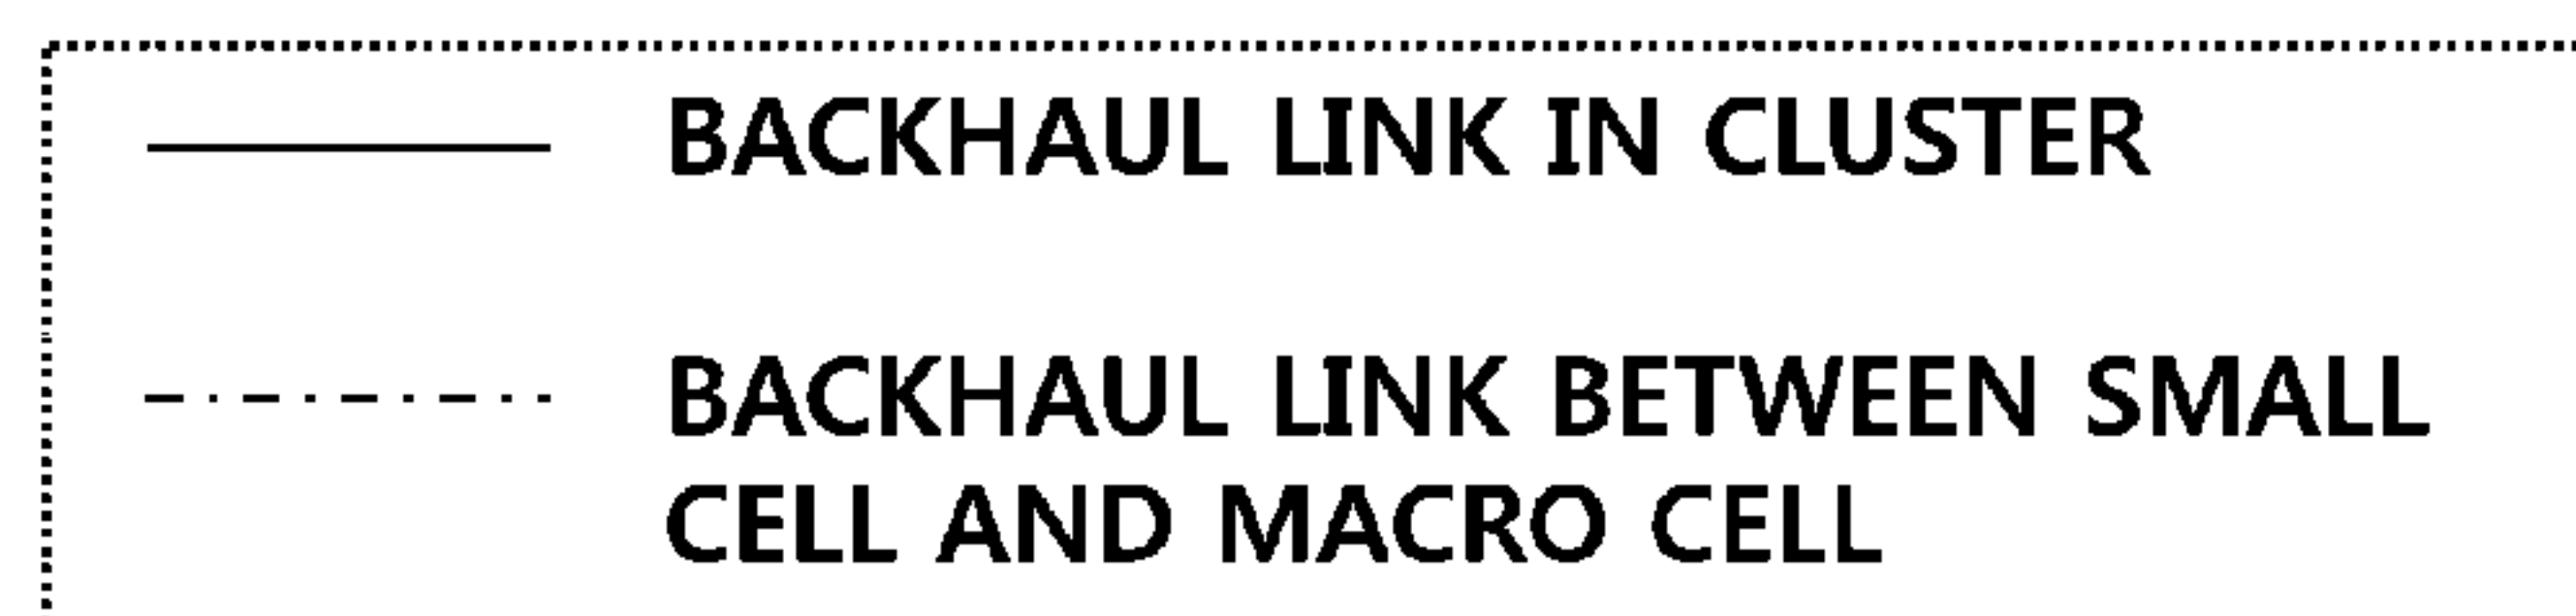 BACKHAUL LINK IN CLUSTER
BACKHAUL LINK BETWEEN SMALL
CELL AND MACRO CELL